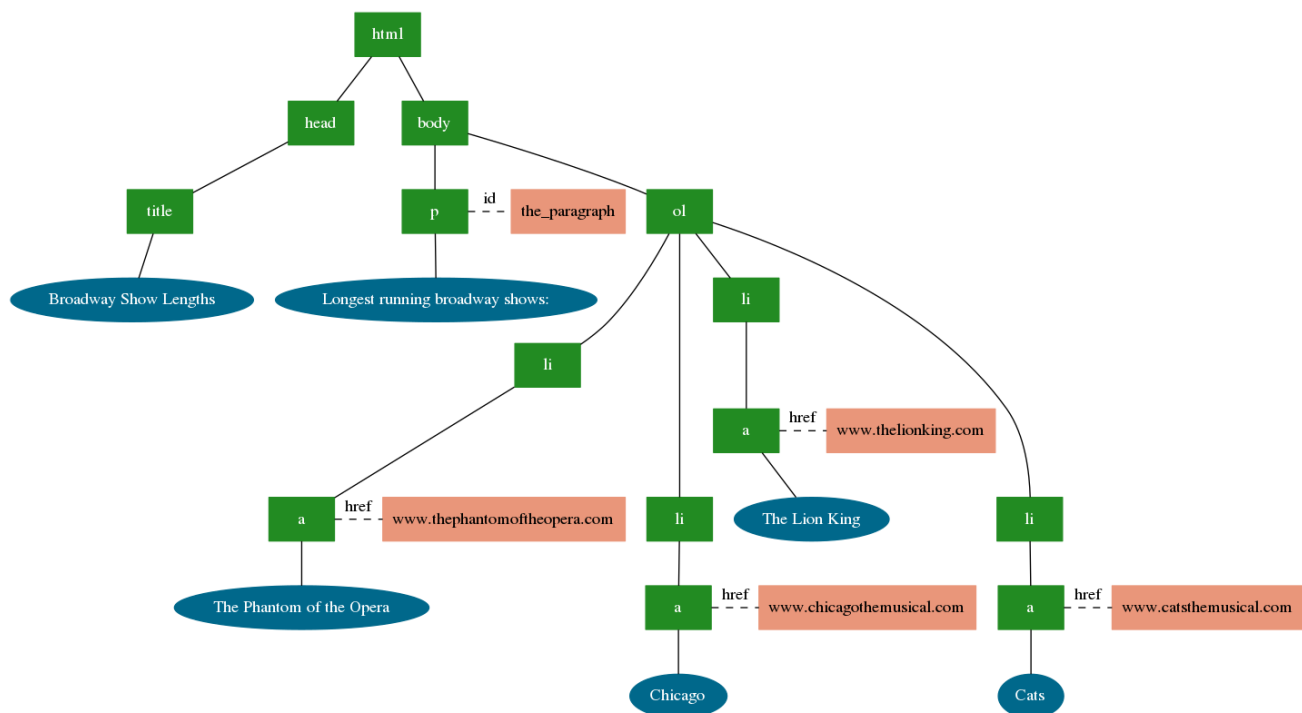 html
head
body
title
p
id
the_paragraph
ol
Broadway Show Lengths
Longest running broadway shows:
li
li
a
href
www.thelionking.com
a
href
www.thephantomoftheopera.com
li
The Lion King
li
The Phantom of the Opera
a
href
www.chicagothemusical.com
a
href
www.catsthemusical.com
Chicago
Cats